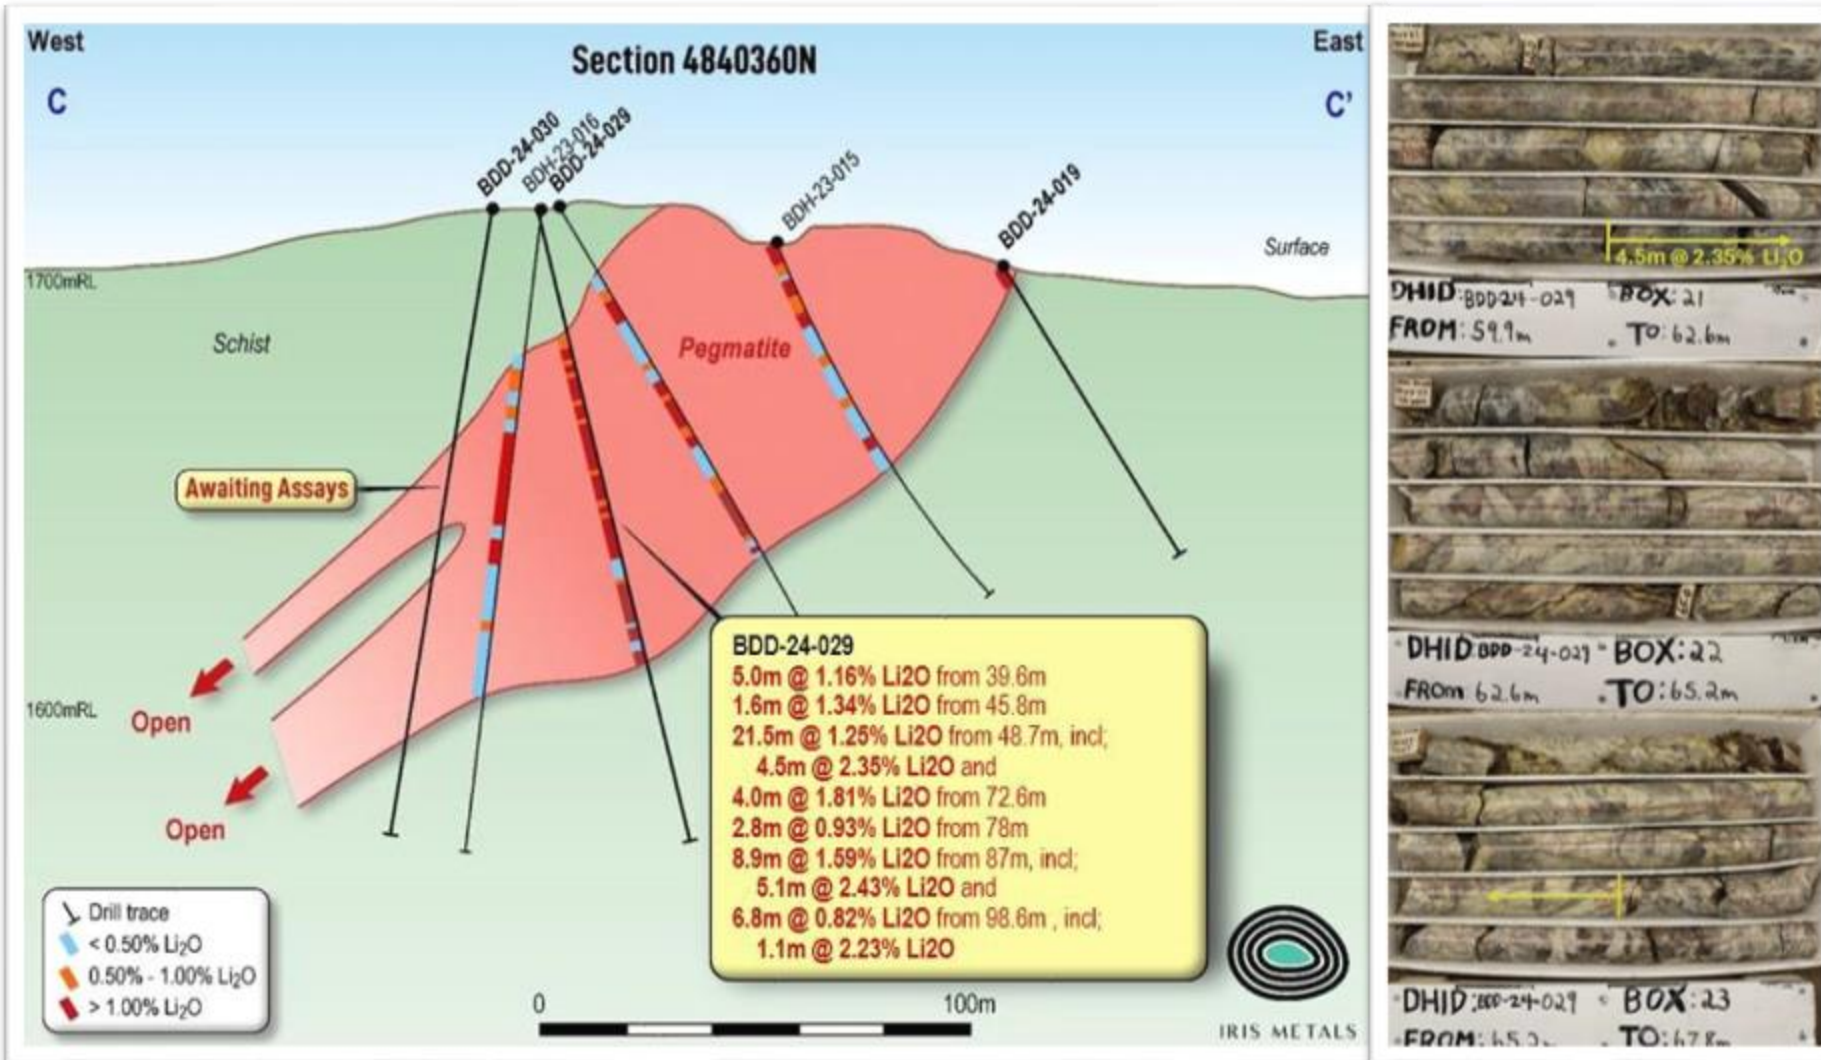 West
Section 4840360N
East
C
C'
BDD-24-030
BDH-23-016
BDD-24-029
BDH-23-015
BDD-24-019
Surface
1700mRL
Schist
Pegmatite
Awaiting Assays
1600mRL
Open
Open
BDD-24-029
5.0m @ 1.16% Li2O from 39.6m
1.6m @ 1.34% Li2O from 45.8m
21.5m @ 1.25% Li2O from 48.7m, incl;
4.5m @ 2.35% Li2O and
4.0m @ 1.81% Li2O from 72.6m
2.8m @ 0.93% Li2O from 78m
8.9m @ 1.59% Li2O from 87m, incl;
5.1m @ 2.43% Li2O and
6.8m @ 0.82% Li2O from 98.6m , incl;
1.1m @ 2.23% Li2O
Drill trace
< 0.50% Li₂O
0.50% - 1.00% Li₂O
> 1.00% Li₂O
0
100m
IRIS METALS
4.5m @ 2.35% Li₂O
DHID: BDD-24-029 BOX: 21
FROM: 59.9m TO: 62.6m
DHID: BDD-24-029 BOX: 22
FROM 62.6m TO: 65.2m
DHID: BDD-24-029 BOX: 23
FROM: TO: 67.8m